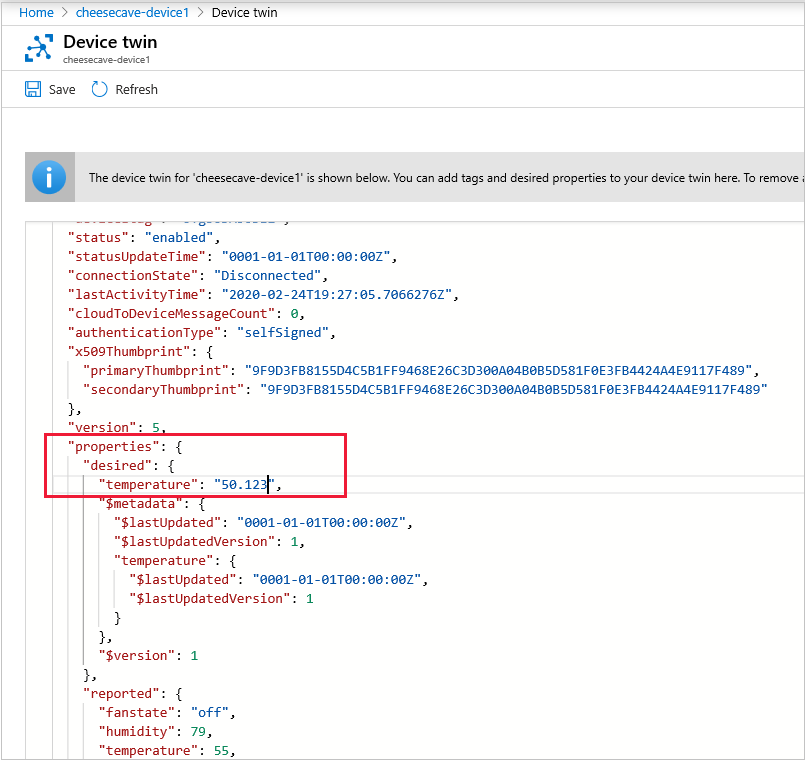 Home > cheesecave-device1 > Device twin
Device twin
cheesecave-device1
Save Refresh
The device twin for 'cheesecave-device1' is shown below. You can add tags and desired properties to your device twin here. To remove a
"status": "enabled",
"statusUpdateTime": "0001-01-01T00:00:00Z",
"connectionState": "Disconnected",
"lastActivityTime": "2020-02-24T19:27:05.7066276Z",
"cloudToDeviceMessageCount": 0,
"authenticationType": "selfSigned",
"x509Thumbprint": {
"primaryThumbprint": "9F9D3FB8155D4C5B1FF9468E26C3D300A04B0B5D581F0E3FB4424A4E9117F489",
"secondaryThumbprint": "9F9D3FB8155D4C5B1FF9468E26C3D300A04B0B5D581F0E3FB4424A4E9117F489"
},
"version": 5,
"properties": {
"desired": {
"temperature": "50.123",
"$metadata": {
"$lastUpdated": "0001-01-01T00:00:00Z",
"$lastUpdatedVersion": 1,
"temperature": {
"$lastUpdated": "0001-01-01T00:00:00Z",
"$lastUpdatedVersion": 1
}
},
"$version": 1
},
"reported": {
"fanstate": "off",
"humidity": 79,
"temperature": 55,